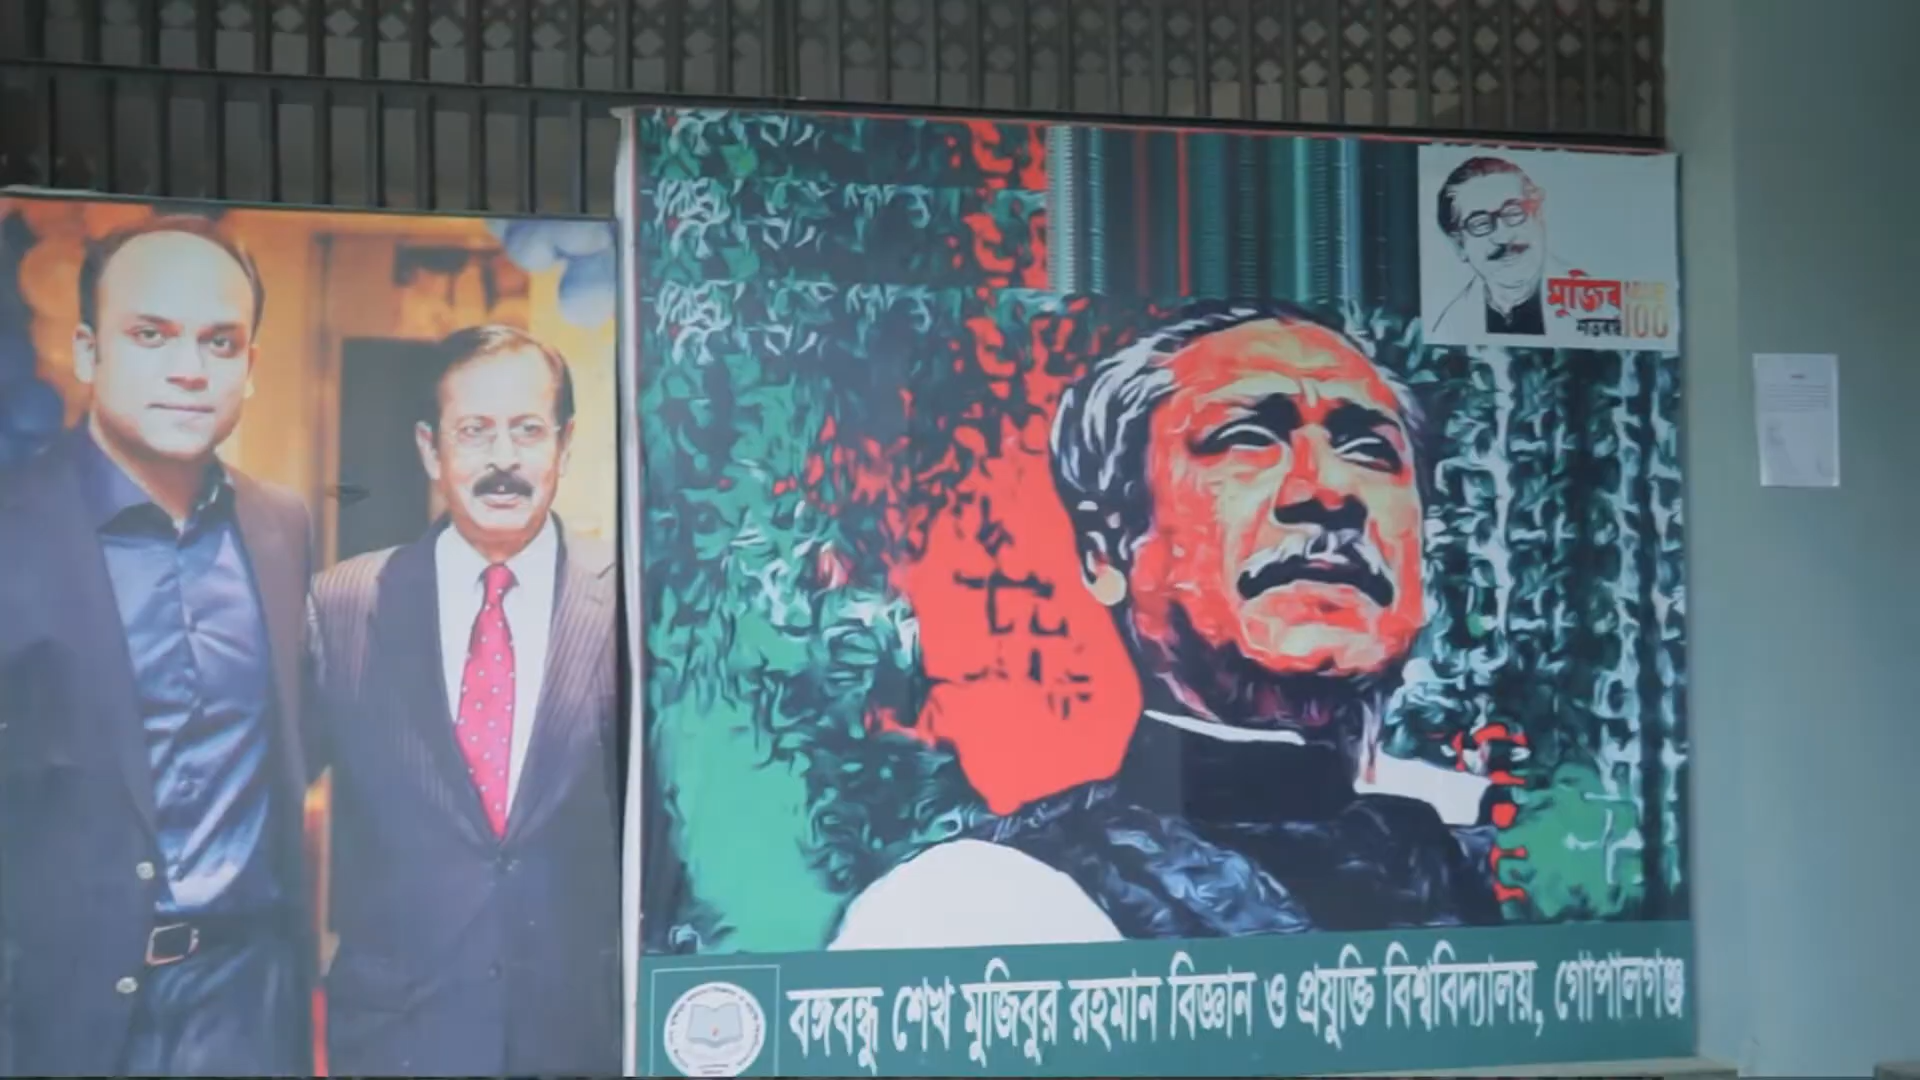 মুজিব
শতবর্ষ 100
বঙ্গবন্ধু শেখ মুজিবুর রহমান বিজ্ঞান ও প্রযুক্তি বিশ্ববিদ্যালয়, গোপালগঞ্জ